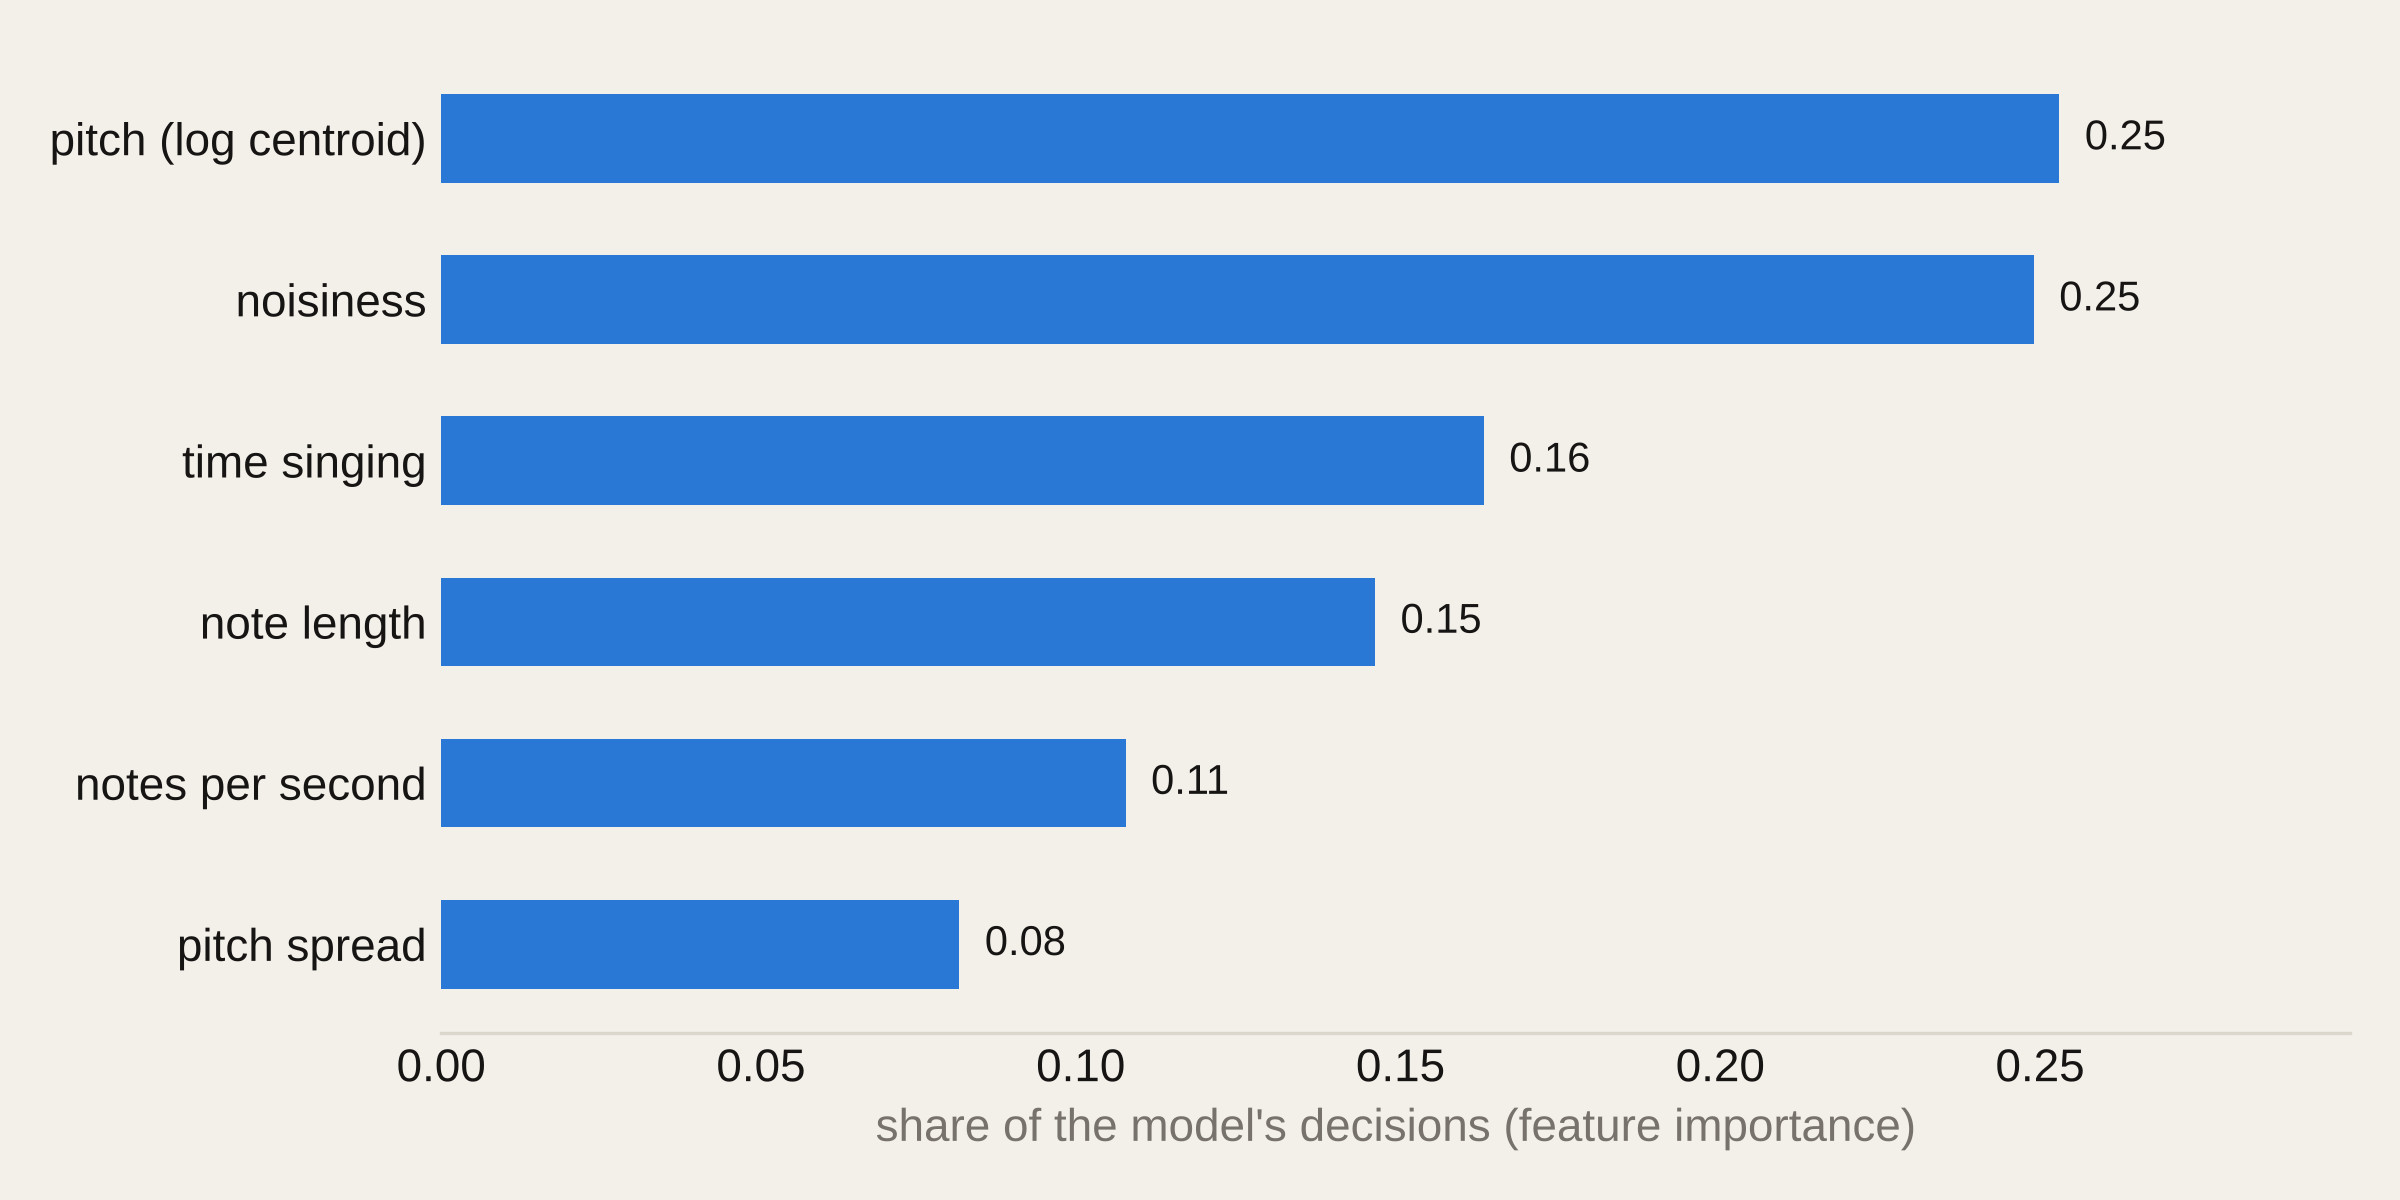 pitch (log centroid) 0.25
noisiness 0.25
time singing 0.16
note length 0.15
notes per second 0.11
pitch spread 0.08
0.00 0.05 0.10 0.15 0.20 0.25
share of the model's decisions (feature importance)